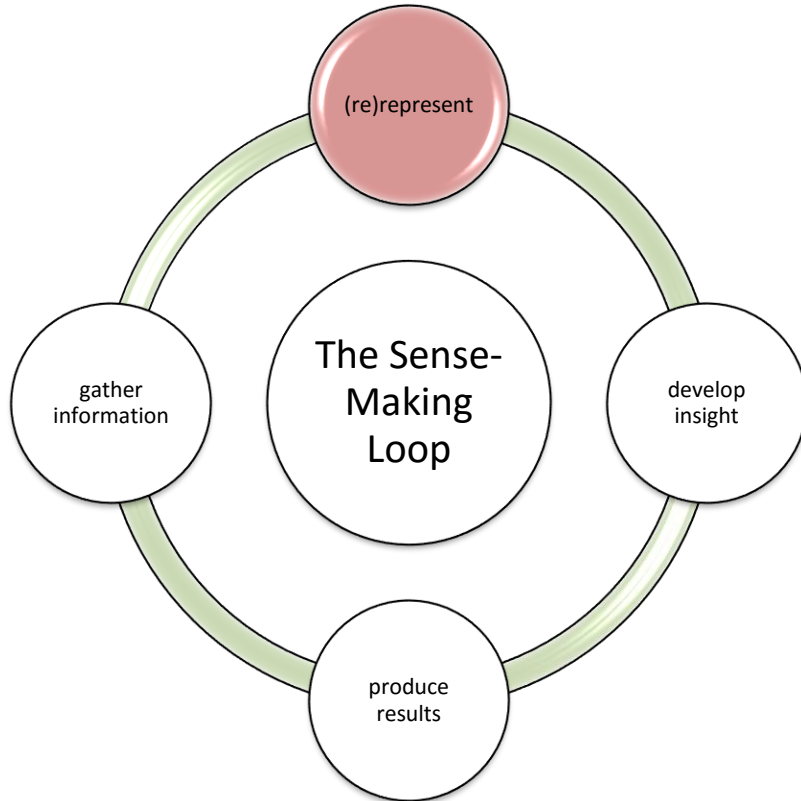 (re)represent
The Sense-
Making
Loop
gather
information
develop
insight
produce
results